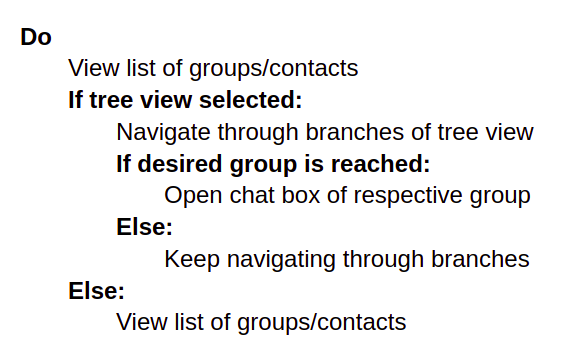 Do
View list of groups/contacts
If tree view selected:
Navigate through branches of tree view
If desired group is reached:
Open chat box of respective group
Else:
Keep navigating through branches
Else:
View list of groups/contacts